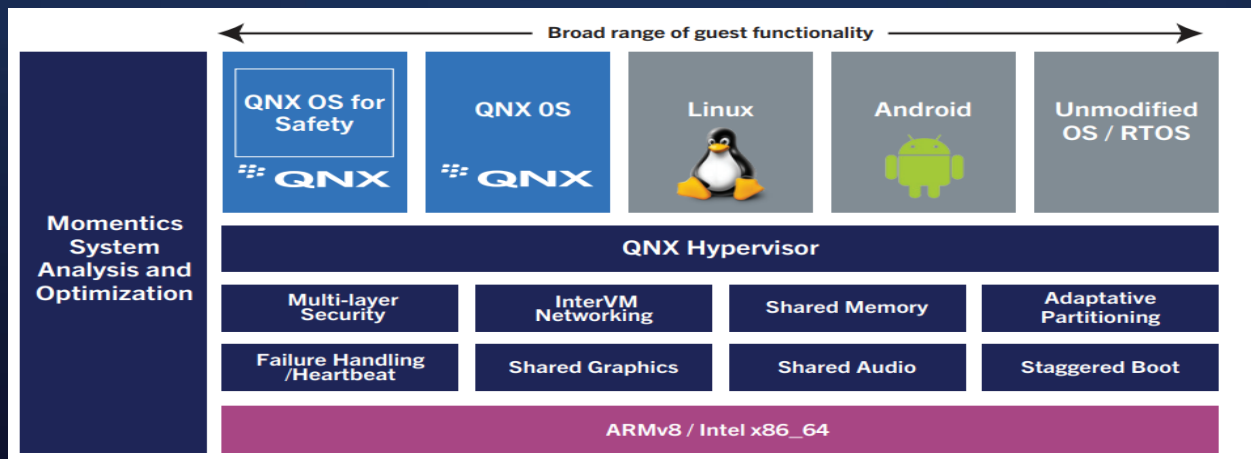 Broad range of guest functionality
Momentics
System
Analysis and
Optimization
QNX OS for
Safety
QNX
QNX 0S
QNX
Linux
Android
Unmodified
OS / RTOS
QNX Hypervisor
Multi-layer
Security
InterVM
Networking
Shared Memory
Adaptative
Partitioning
Failure Handling
/Heartbeat
Shared Graphics
Shared Audio
Staggered Boot
ARMv8 / Intel x86_64